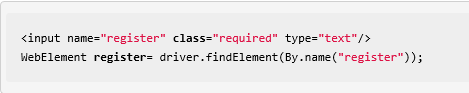 <input name="register" class="required" type="text"/>
WebElement register= driver.findElement(By.name("register"));